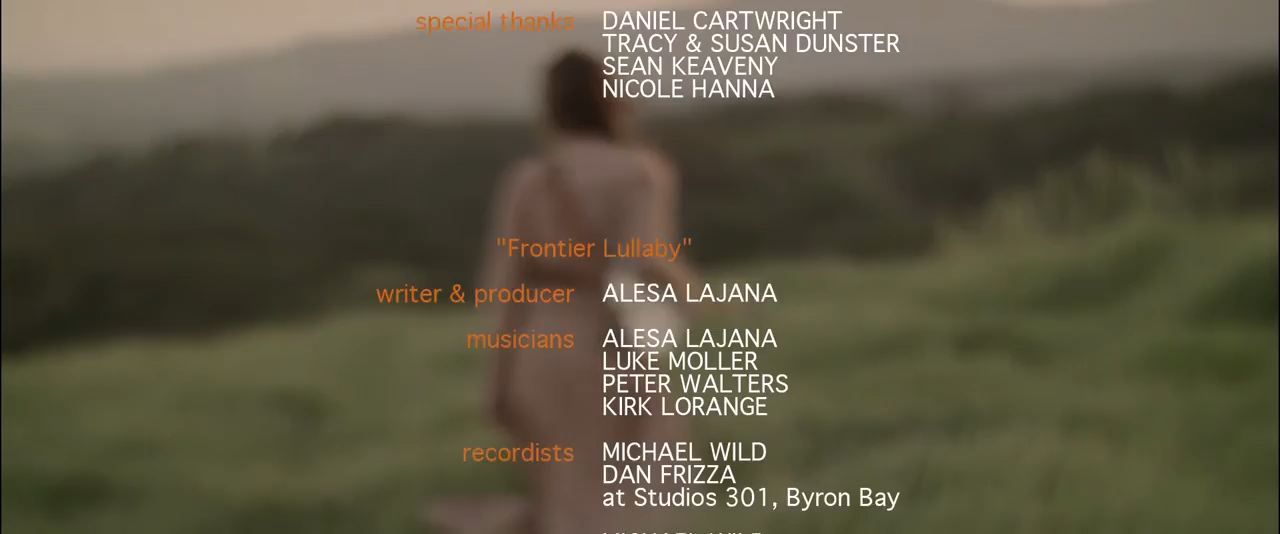 special thanks DANIEL CARTWRIGHT
TRACY & SUSAN DUNSTER
SEAN KEAVENY
NICOLE HANNA
"Frontier Lullaby"
writer & producer ALESA LAJANA
musicians ALESA LAJANA
LUKE MOLLER
PETER WALTERS
KIRK LORANGE
recordists MICHAEL WILD
DAN FRIZZA
at Studios 301, Byron Bay